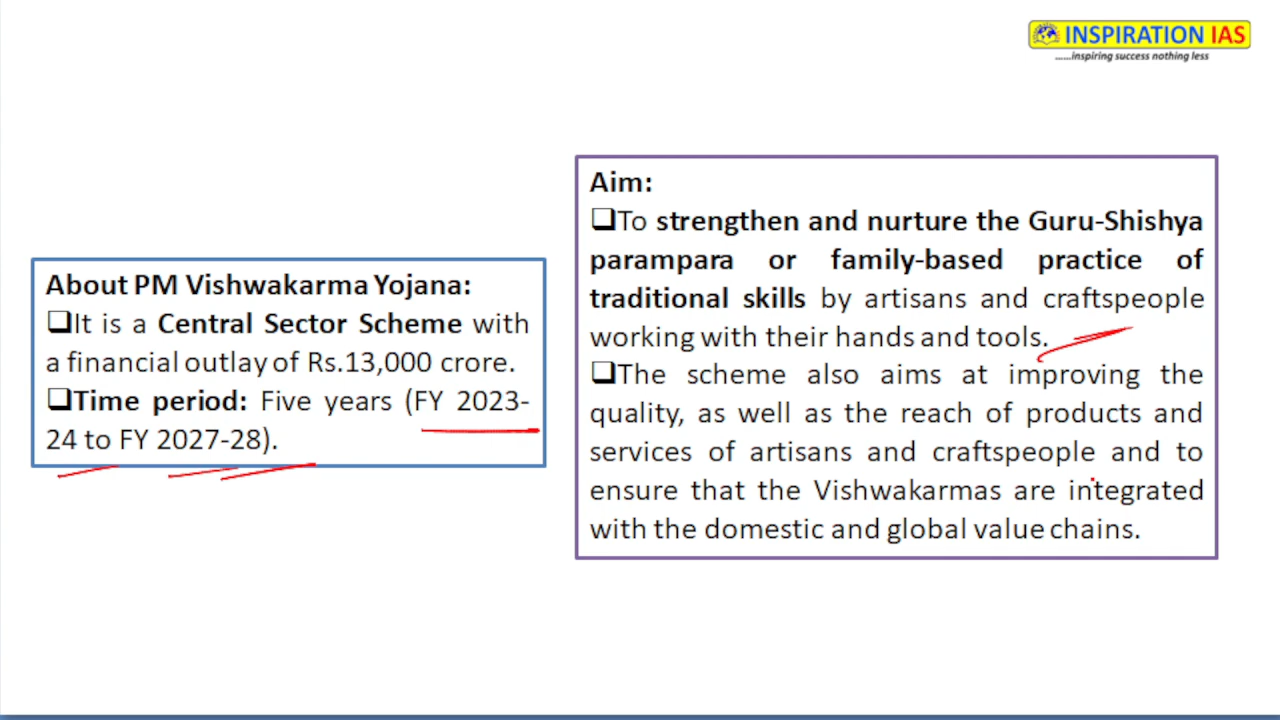 INSPIRATION IAS
......inspiring success nothing less
About PM Vishwakarma Yojana:
❑It is a Central Sector Scheme with
a financial outlay of Rs.13,000 crore.
❑Time period: Five years (FY 2023-
24 to FY 2027-28).
Aim:
❑To strengthen and nurture the Guru-Shishya
parampara or family-based practice of
traditional skills by artisans and craftspeople
working with their hands and tools.
❑The scheme also aims at improving the
quality, as well as the reach of products and
services of artisans and craftspeople and to
ensure that the Vishwakarmas are integrated
with the domestic and global value chains.